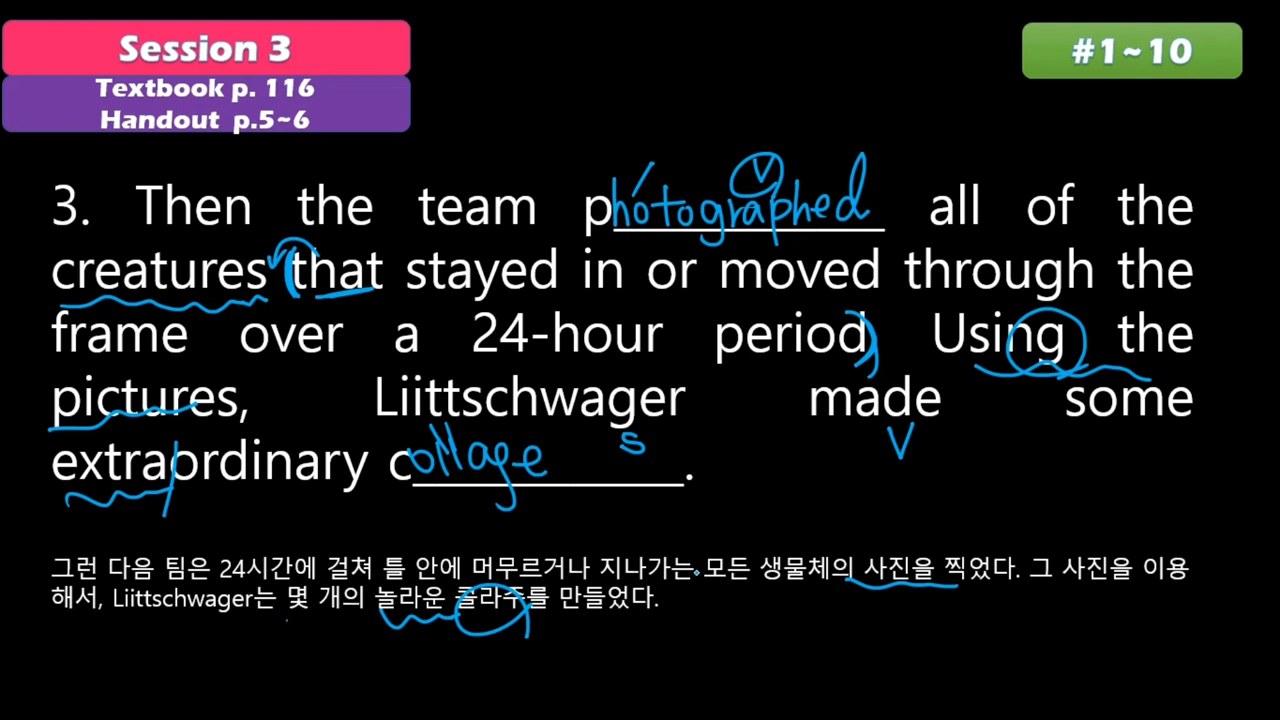 Session 3
Textbook p. 116
Handout p.5~6
#1~10
3. Then the team photographed all of the
creatures that stayed in or moved through the
frame over a 24-hour period. Using the
pictures, Liittschwager made some
extraordinary collage s.
그런 다음 팀은 24시간에 걸쳐 틀 안에 머무르거나 지나가는 모든 생물체의 사진을 찍었다. 그 사진을 이용
해서, Liittschwager는 몇 개의 놀라운 콜라주를 만들었다.